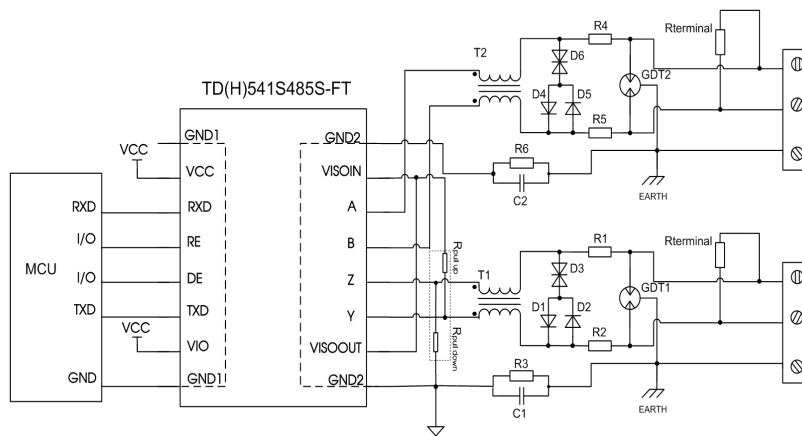 R4
Rterminal
T2
D6
TD(H)541S485S-FT
D4
D5
GDT2
GND1
GND2
R5
VCC
R6
VCC
VISOIN
C2
EARTH
RXD
RXD
A
I/O
RE
B
Rpull up
R1
Rterminal
MCU
I/O
DE
Z
T1
D3
GDT1
TXD
TXD
Y
D1
D2
VCC
VIO
VISOOUT
Rpull down
R2
R3
GND
GND1
GND2
C1
EARTH